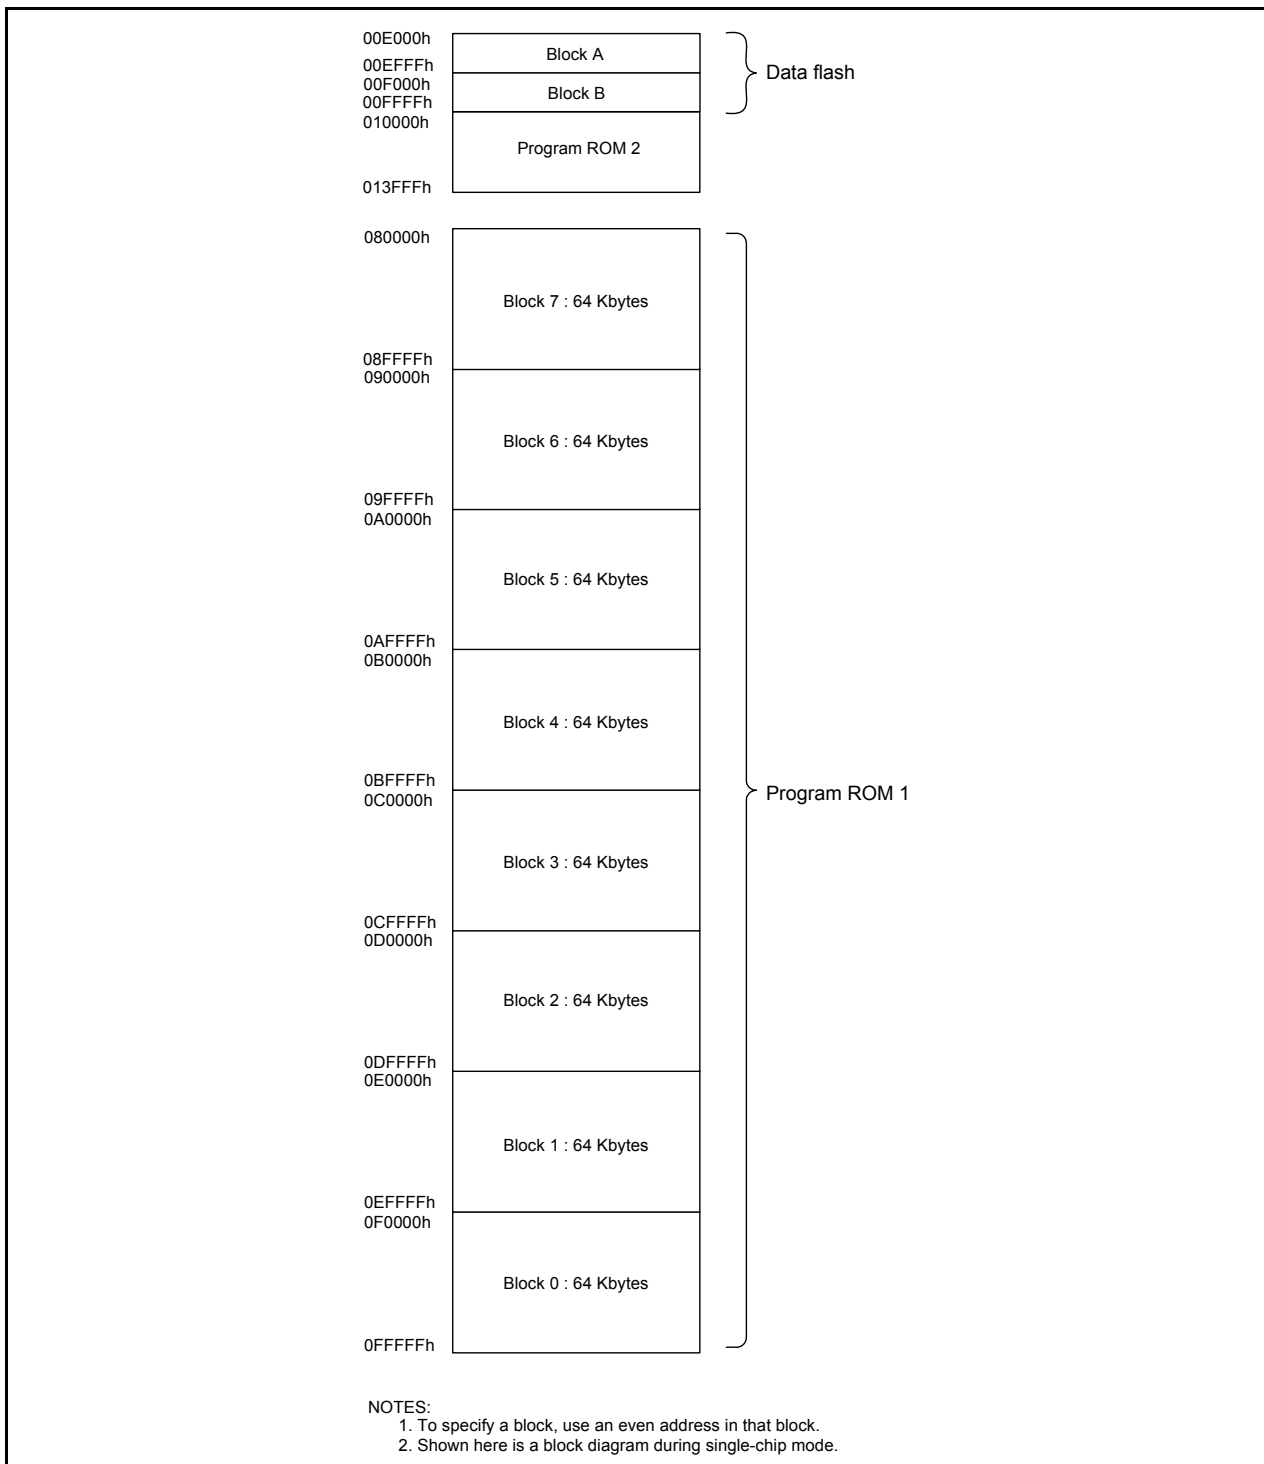 00E000h
Block A
00EFFFh
00F000h
Block B
00FFFFh
Data flash
010000h
Program ROM 2
013FFFh
080000h
Block 7 : 64 Kbytes
08FFFFh
090000h
Block 6 : 64 Kbytes
09FFFFh
0A0000h
Block 5 : 64 Kbytes
0AFFFFh
0B0000h
Block 4 : 64 Kbytes
0BFFFFh
0C0000h
Program ROM 1
Block 3 : 64 Kbytes
0CFFFFh
0D0000h
Block 2 : 64 Kbytes
0DFFFFh
0E0000h
Block 1 : 64 Kbytes
0EFFFFh
0F0000h
Block 0 : 64 Kbytes
0FFFFFh
NOTES:
1. To specify a block, use an even address in that block.
2. Shown here is a block diagram during single-chip mode.